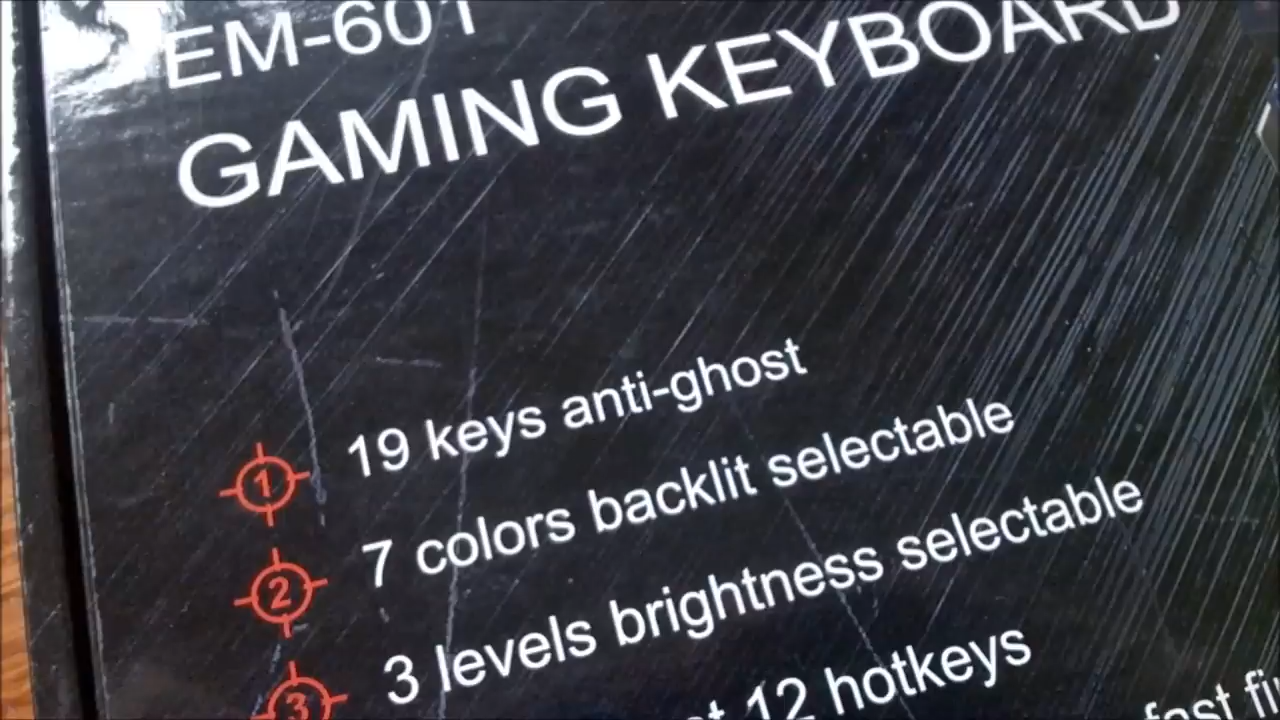 EM-601
GAMING KEYBOARD
1 19 keys anti-ghost
2 7 colors backlit selectable
3 3 levels brightness selectable
12 hotkeys
fast